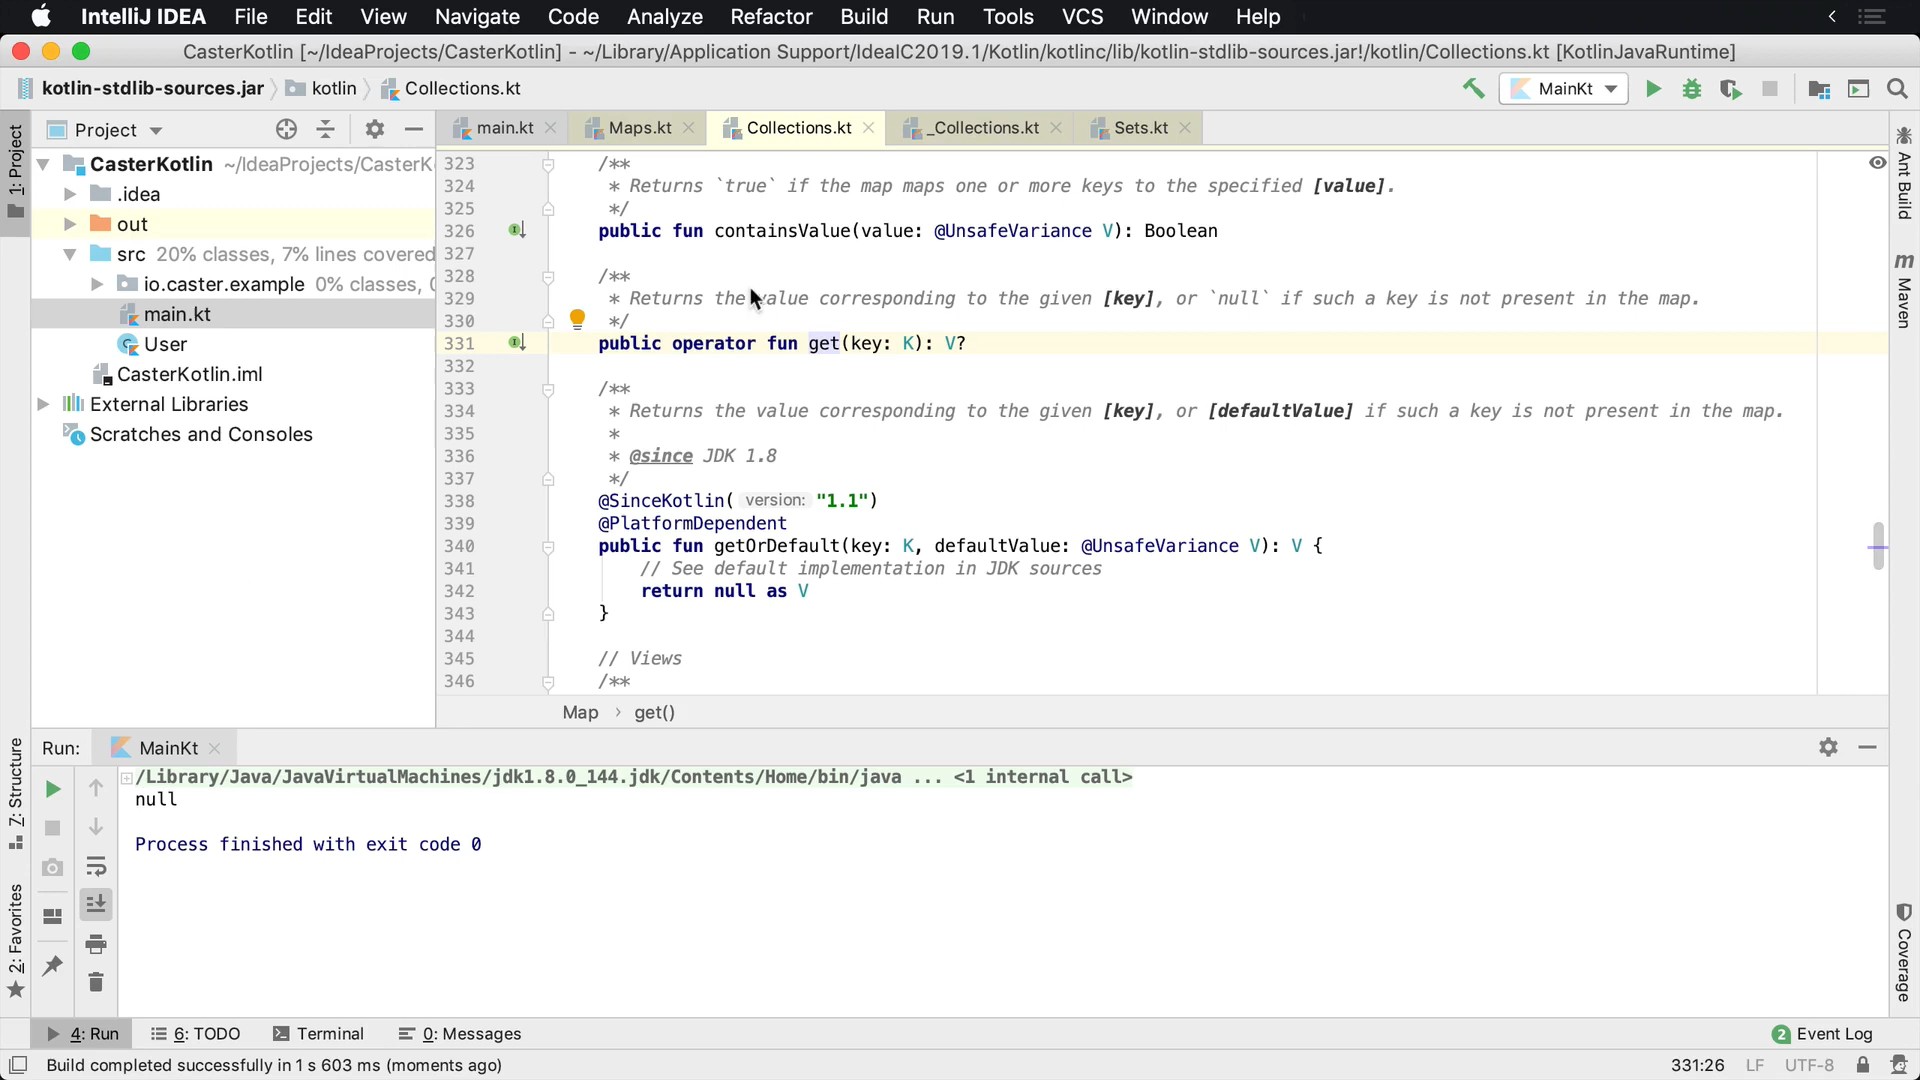 IntelliJ IDEA File Edit View Navigate Code Analyze Refactor Build Run Tools VCS Window Help
CasterKotlin [~/IdeaProjects/CasterKotlin] - ~/Library/Application Support/IdeaIC2019.1/Kotlin/kotlinc/lib/kotlin-stdlib-sources.jar!/kotlin/Collections.kt [KotlinJavaRuntime]
kotlin-stdlib-sources.jar kotlin Collections.kt MainKt
Project main.kt Maps.kt Collections.kt _Collections.kt Sets.kt
1: Project
CasterKotlin ~/IdeaProjects/CasterK
.idea
out
src 20% classes, 7% lines covered
io.caster.example 0% classes, 0
main.kt
User
CasterKotlin.iml
External Libraries
Scratches and Consoles
323 /**
324 * Returns `true` if the map maps one or more keys to the specified [value].
325 */
326 public fun containsValue(value: @UnsafeVariance V): Boolean
327
328 /**
329 * Returns the value corresponding to the given [key], or `null` if such a key is not present in the map.
330 */
331 public operator fun get(key: K): V?
332
333 /**
334 * Returns the value corresponding to the given [key], or [defaultValue] if such a key is not present in the map.
335 *
336 * @since JDK 1.8
337 */
338 @SinceKotlin( version: "1.1")
339 @PlatformDependent
340 public fun getOrDefault(key: K, defaultValue: @UnsafeVariance V): V {
341 // See default implementation in JDK sources
342 return null as V
343 }
344
345 // Views
346 /**
Map › get()
Ant Build
m Maven
Coverage
Run: MainKt
/Library/Java/JavaVirtualMachines/jdk1.8.0_144.jdk/Contents/Home/bin/java ... <1 internal call>
null
Process finished with exit code 0
Z: Structure
2: Favorites
4: Run 6: TODO Terminal 0: Messages 2 Event Log
Build completed successfully in 1 s 603 ms (moments ago) 331:26 LF UTF-8